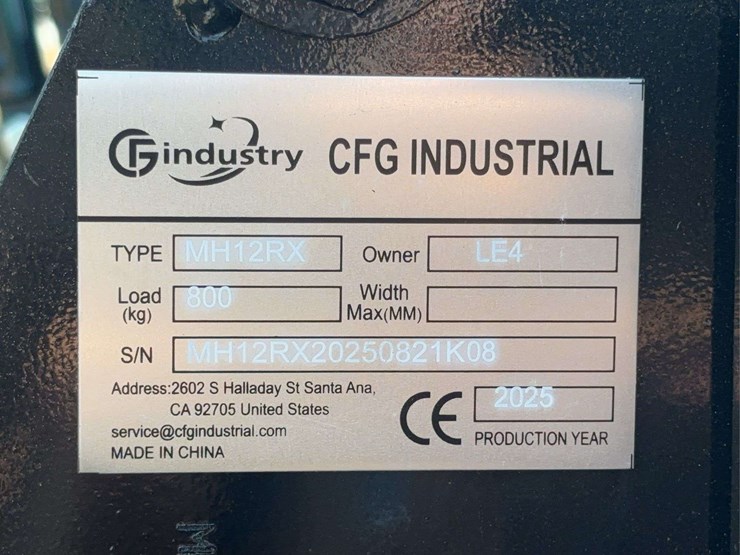 CFindustry CFG INDUSTRIAL
TYPE MH12RX Owner LE4
Load (kg) 800 Width Max(MM)
S/N MH12RX20250821K08
Address:2602 S Halladay St Santa Ana,
CA 92705 United States
service@cfgindustrial.com
MADE IN CHINA
CE 2025
PRODUCTION YEAR